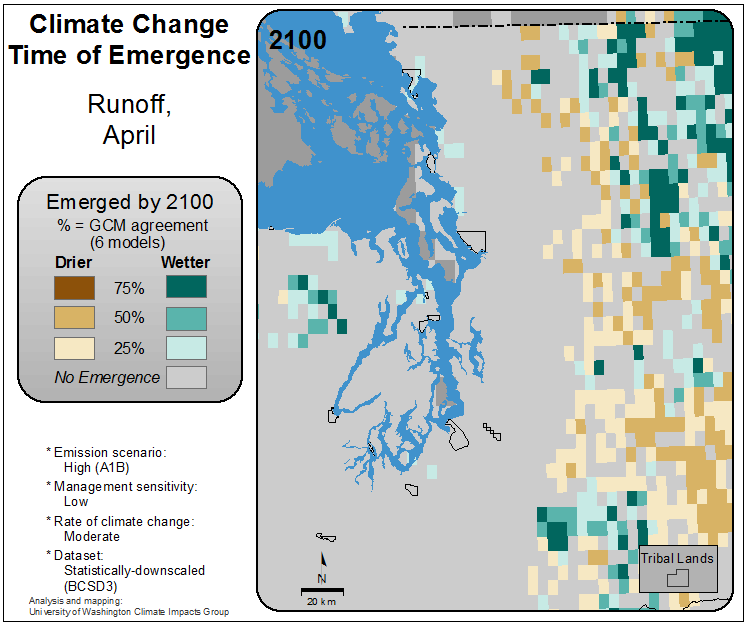 Climate Change
Time of Emergence
Runoff,
April
Emerged by 2100
% = GCM agreement
(6 models)
Drier Wetter
75%
50%
25%
No Emergence
* Emission scenario:
High (A1B)
* Management sensitivity:
Low
* Rate of climate change:
Moderate
* Dataset:
Statistically-downscaled
(BCSD3)
Analysis and mapping:
University of Washington Climate Impacts Group
2100
N
20 km
Tribal Lands